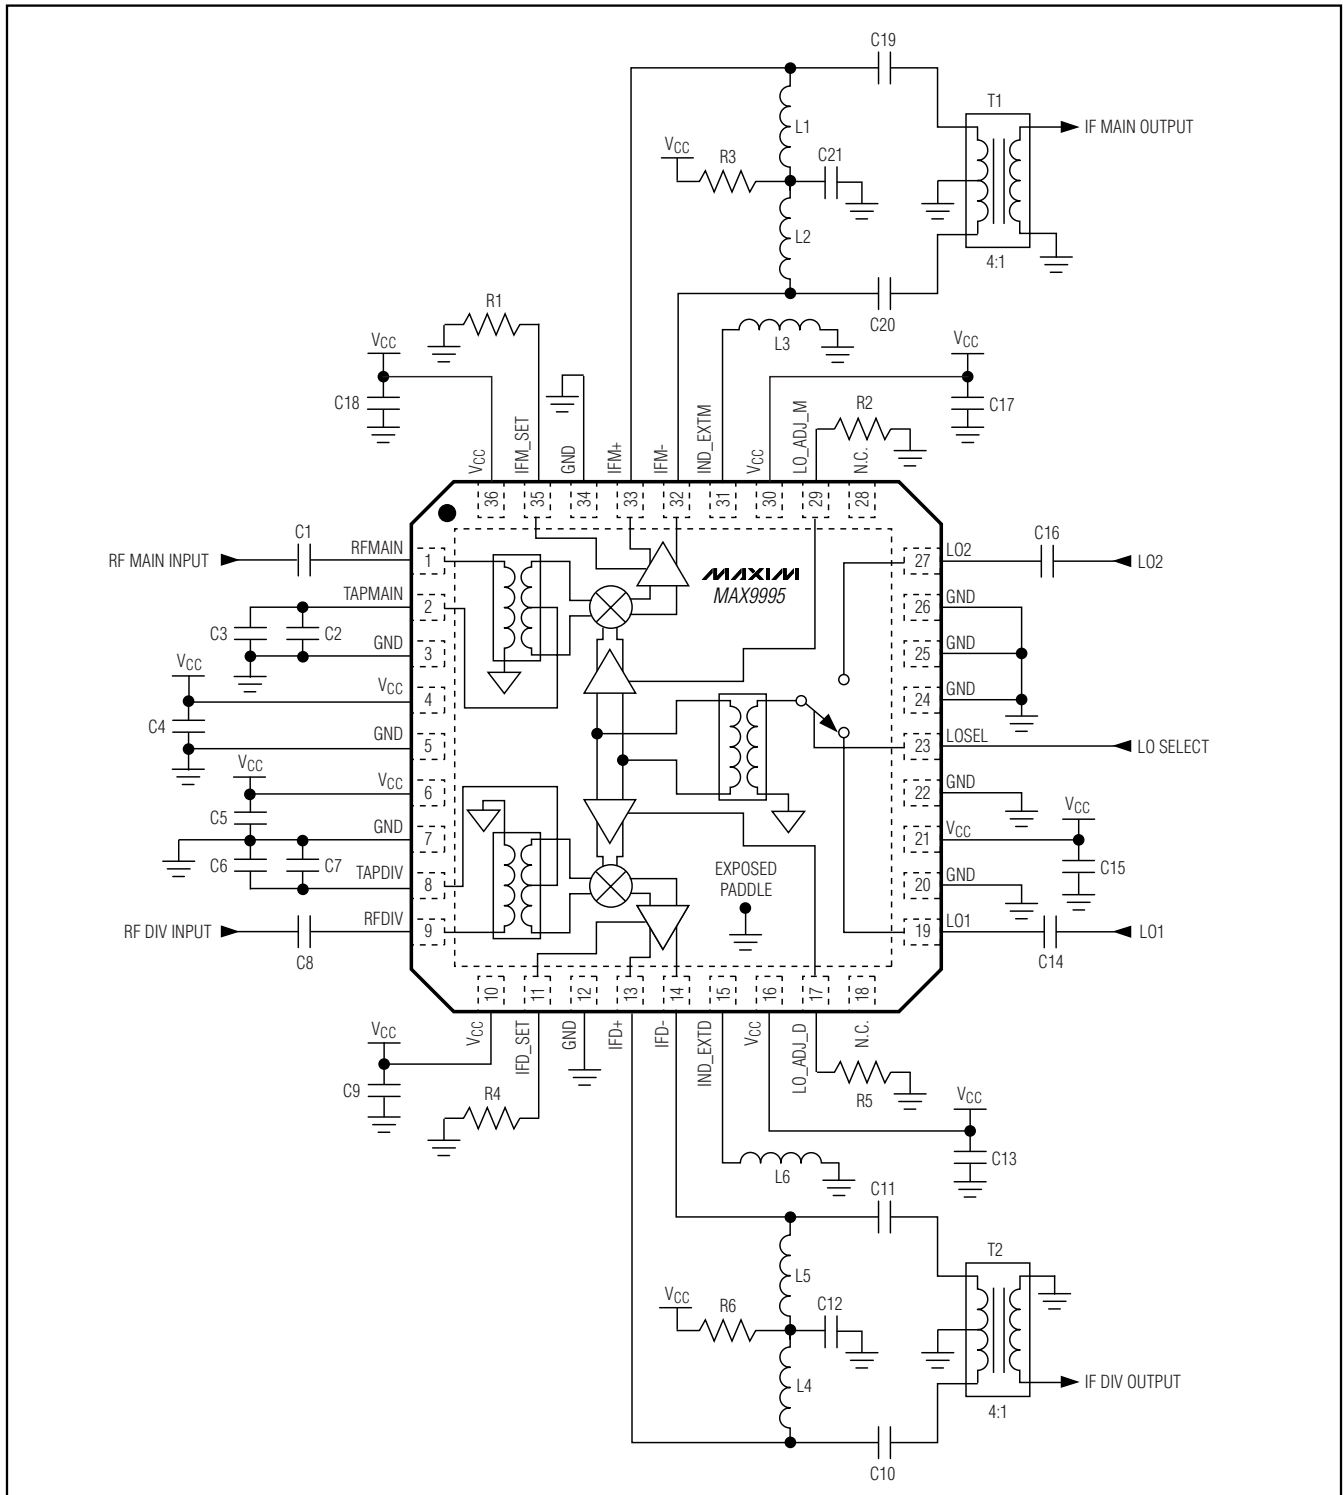 C19
T1
IF MAIN OUTPUT
L1
VCC
R3
C21
L2
4:1
C20
R1
L3
VCC
VCC
C18
C17
R2
VCC
IFM_SET
GND
IFM+
IFM-
IND_EXTM
VCC
LO_ADJ_M
N.C.
36
35
34
33
32
31
30
29
28
C1
RF MAIN INPUT
RFMAIN
1
MAXIM
MAX9995
27
LO2
C16
LO2
TAPMAIN
2
26
GND
C3
C2
GND
3
25
GND
VCC
VCC
4
24
GND
C4
GND
5
23
LOSEL
LO SELECT
VCC
VCC
6
22
GND
VCC
C5
GND
7
21
VCC
C6
C7
C15
TAPDIV
8
EXPOSED
PADDLE
20
GND
RF DIV INPUT
RFDIV
9
19
LO1
LO1
C8
C14
10
11
12
13
14
15
16
17
18
VCC
IFD_SET
GND
IFD+
IFD-
IND_EXTD
VCC
LO_ADJ_D
N.C.
VCC
C9
R4
R5
VCC
C13
L6
C11
T2
L5
VCC
R6
C12
L4
IF DIV OUTPUT
4:1
C10